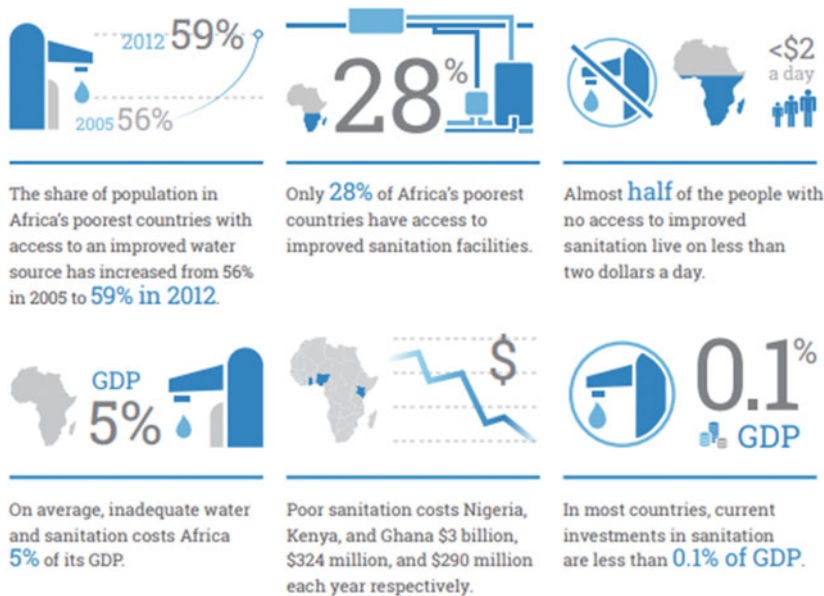 2012 59%
2005 56%
The share of population in
Africa's poorest countries with
access to an improved water
source has increased from 56%
in 2005 to 59% in 2012.
28%
Only 28% of Africa's poorest
countries have access to
improved sanitation facilities.
<$2
a day
Almost half of the people with
no access to improved
sanitation live on less than
two dollars a day.
GDP
5%
On average, inadequate water
and sanitation costs Africa
5% of its GDP.
$
Poor sanitation costs Nigeria,
Kenya, and Ghana $3 billion,
$324 million, and $290 million
each year respectively.
0.1%
GDP
In most countries, current
investments in sanitation
are less than 0.1% of GDP.